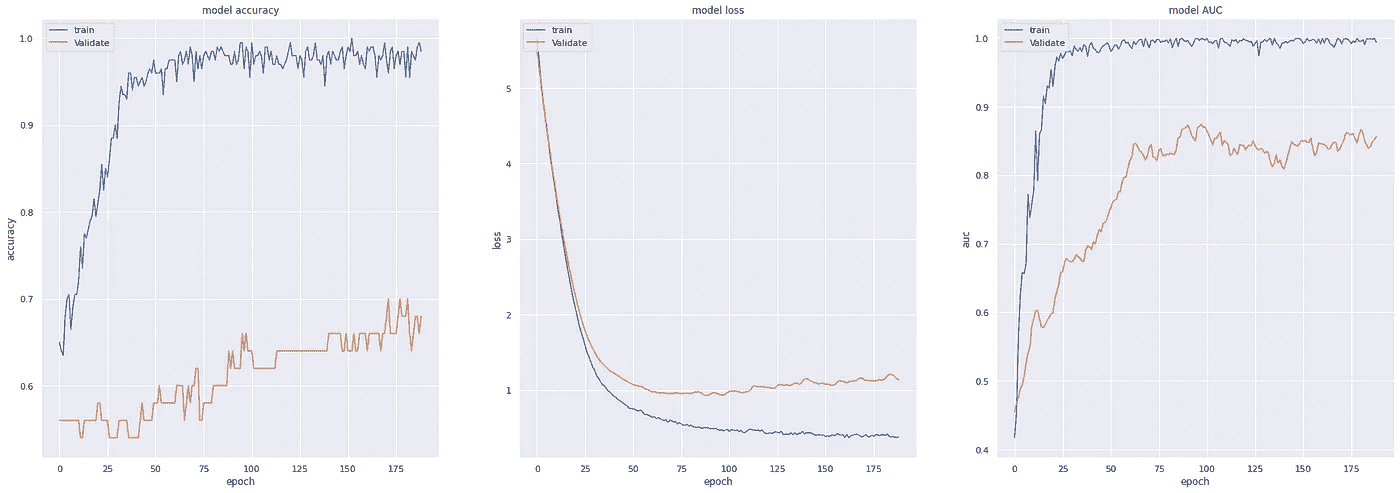 model accuracy
train
Validate
1.0
0.9
0.8
0.7
0.6
accuracy
0 25 50 75 100 125 150 175
epoch
model loss
train
Validate
5
4
3
2
1
loss
0 25 50 75 100 125 150 175
epoch
model AUC
train
Validate
1.0
0.9
0.8
0.7
0.6
0.5
0.4
auc
0 25 50 75 100 125 150 175
epoch